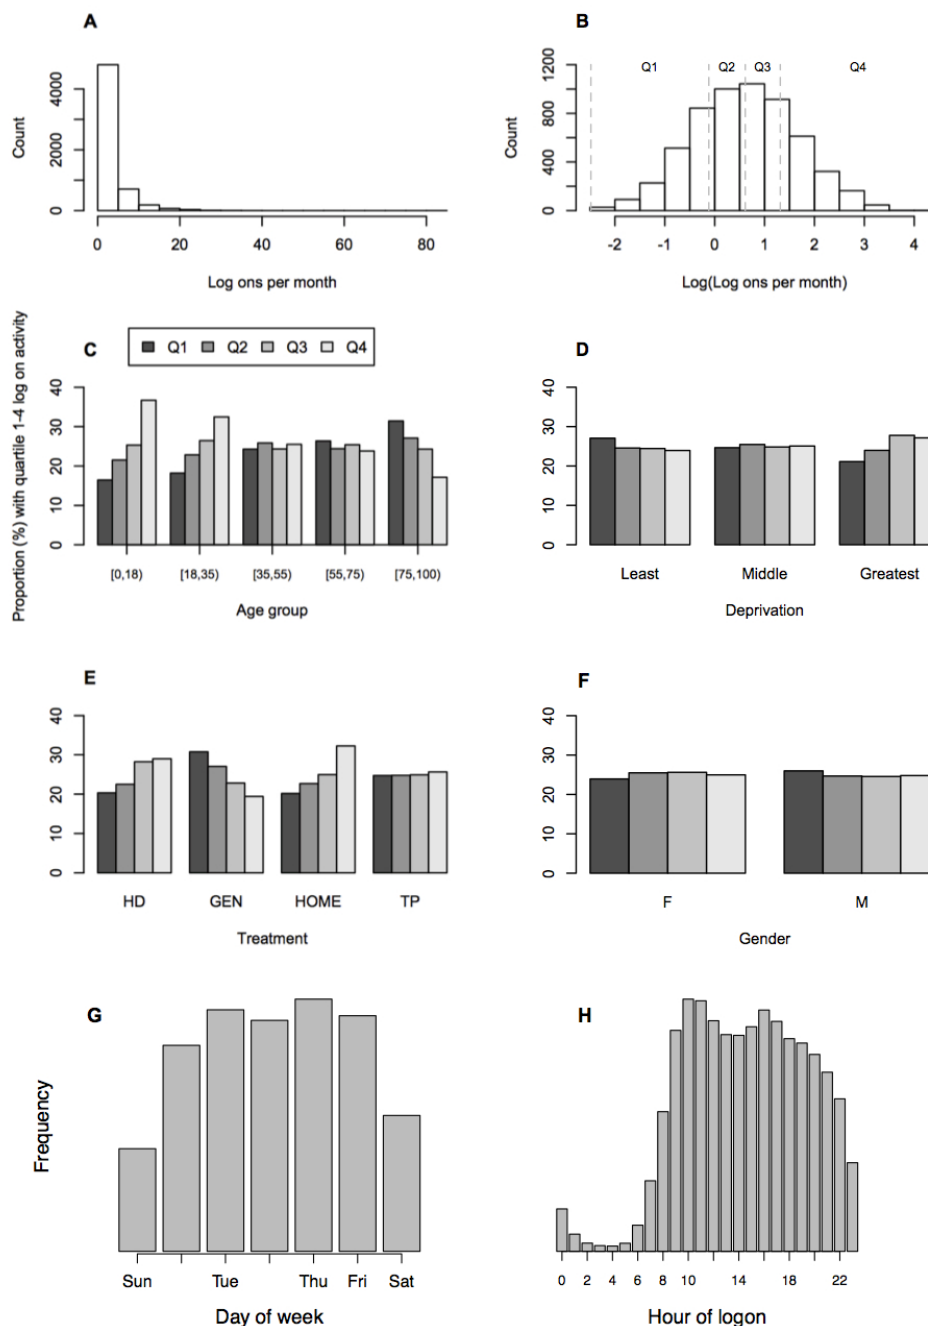 A
B
Count
4000
2000
0
0 20 40 60 80
Log ons per month
Count
1200
800
400
0
Q1 Q2 Q3 Q4
-2 -1 0 1 2 3 4
Log(Log ons per month)
Proportion (%) with quartile 1-4 log on activity
C
Q1 Q2 Q3 Q4
40
30
20
10
0
[0,18) [18,35) [35,55) [55,75) [75,100)
Age group
D
40
30
20
10
0
Least Middle Greatest
Deprivation
E
40
30
20
10
0
HD GEN HOME TP
Treatment
F
40
30
20
10
0
F M
Gender
G
Frequency
Sun Tue Thu Fri Sat
Day of week
H
0 2 4 6 8 10 14 18 22
Hour of logon